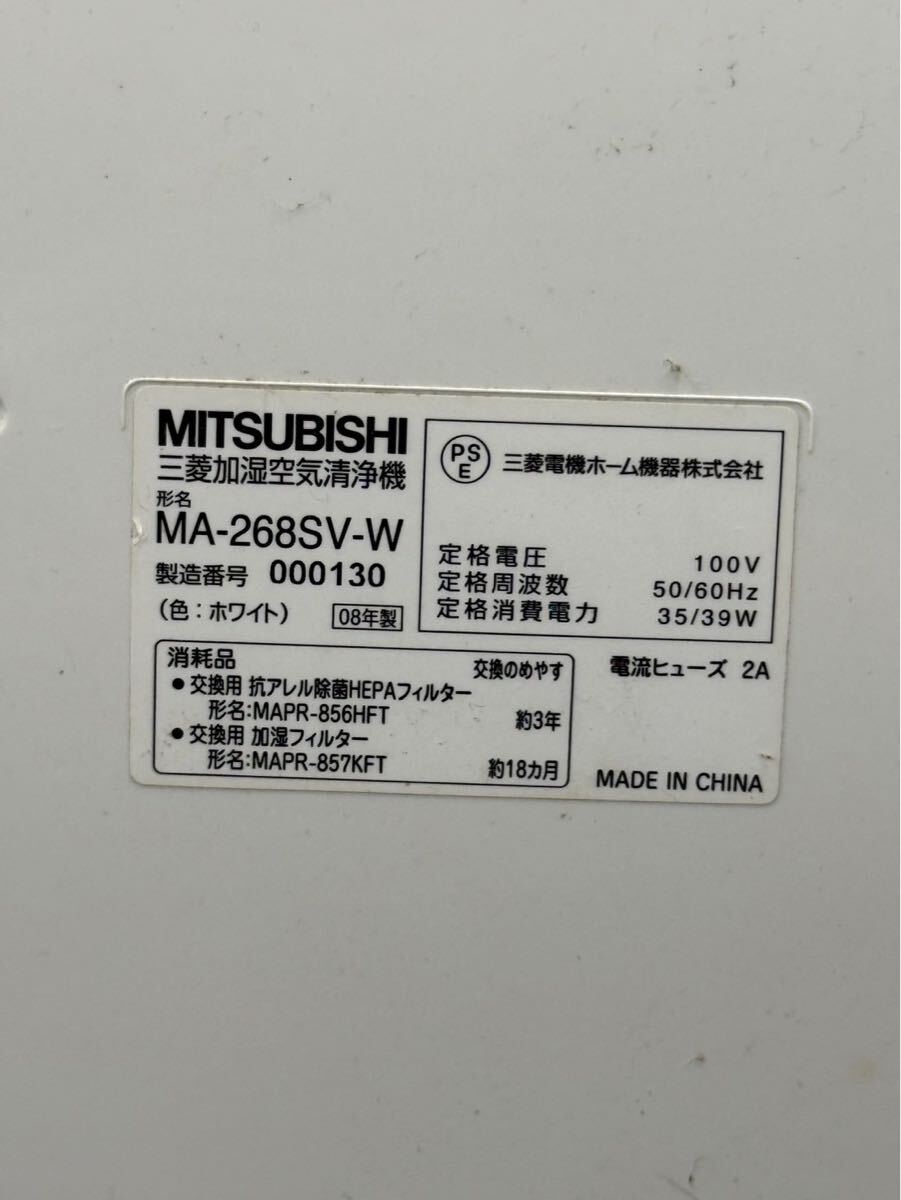 MITSUBISHI
三菱加湿空気清浄機
形名
MA-268SV-W
製造番号 000130
（色：ホワイト） 08年製
PS
E
三菱電機ホーム機器株式会社
定格電圧 100V
定格周波数 50/60Hz
定格消費電力 35/39W
消耗品 交換のめやす
●交換用 抗アレル除菌HEPAフィルター
形名:MAPR-856HFT 約3年
●交換用 加湿フィルター
形名:MAPR-857KFT 約18カ月
電流ヒューズ 2A
MADE IN CHINA